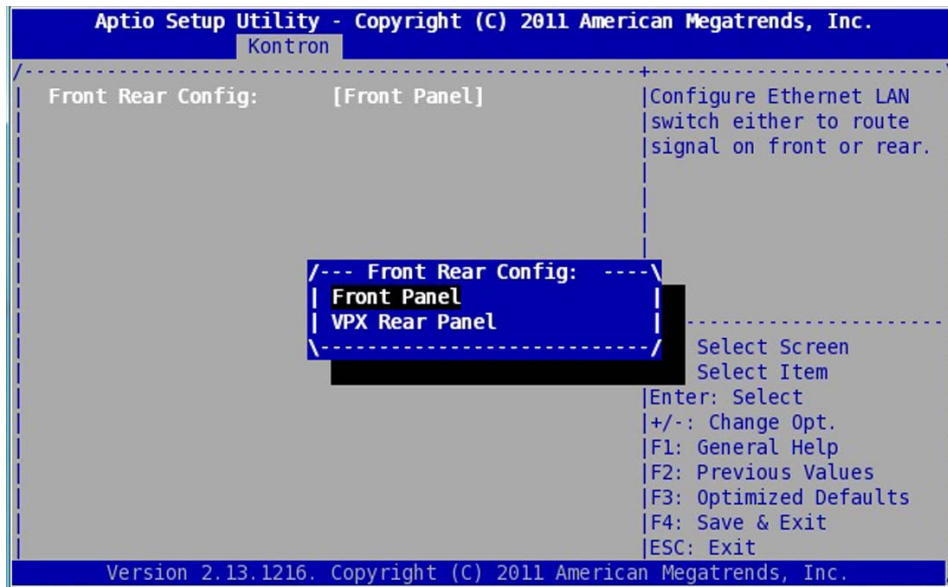 Aptio Setup Utility - Copyright (C) 2011 American Megatrends, Inc.
Kontron
Front Rear Config: [Front Panel]
Configure Ethernet LAN
switch either to route
signal on front or rear.
Front Rear Config:
Front Panel
VPX Rear Panel
Select Screen
Select Item
Enter: Select
+/-: Change Opt.
F1: General Help
F2: Previous Values
F3: Optimized Defaults
F4: Save & Exit
ESC: Exit
Version 2.13.1216. Copyright (C) 2011 American Megatrends, Inc.